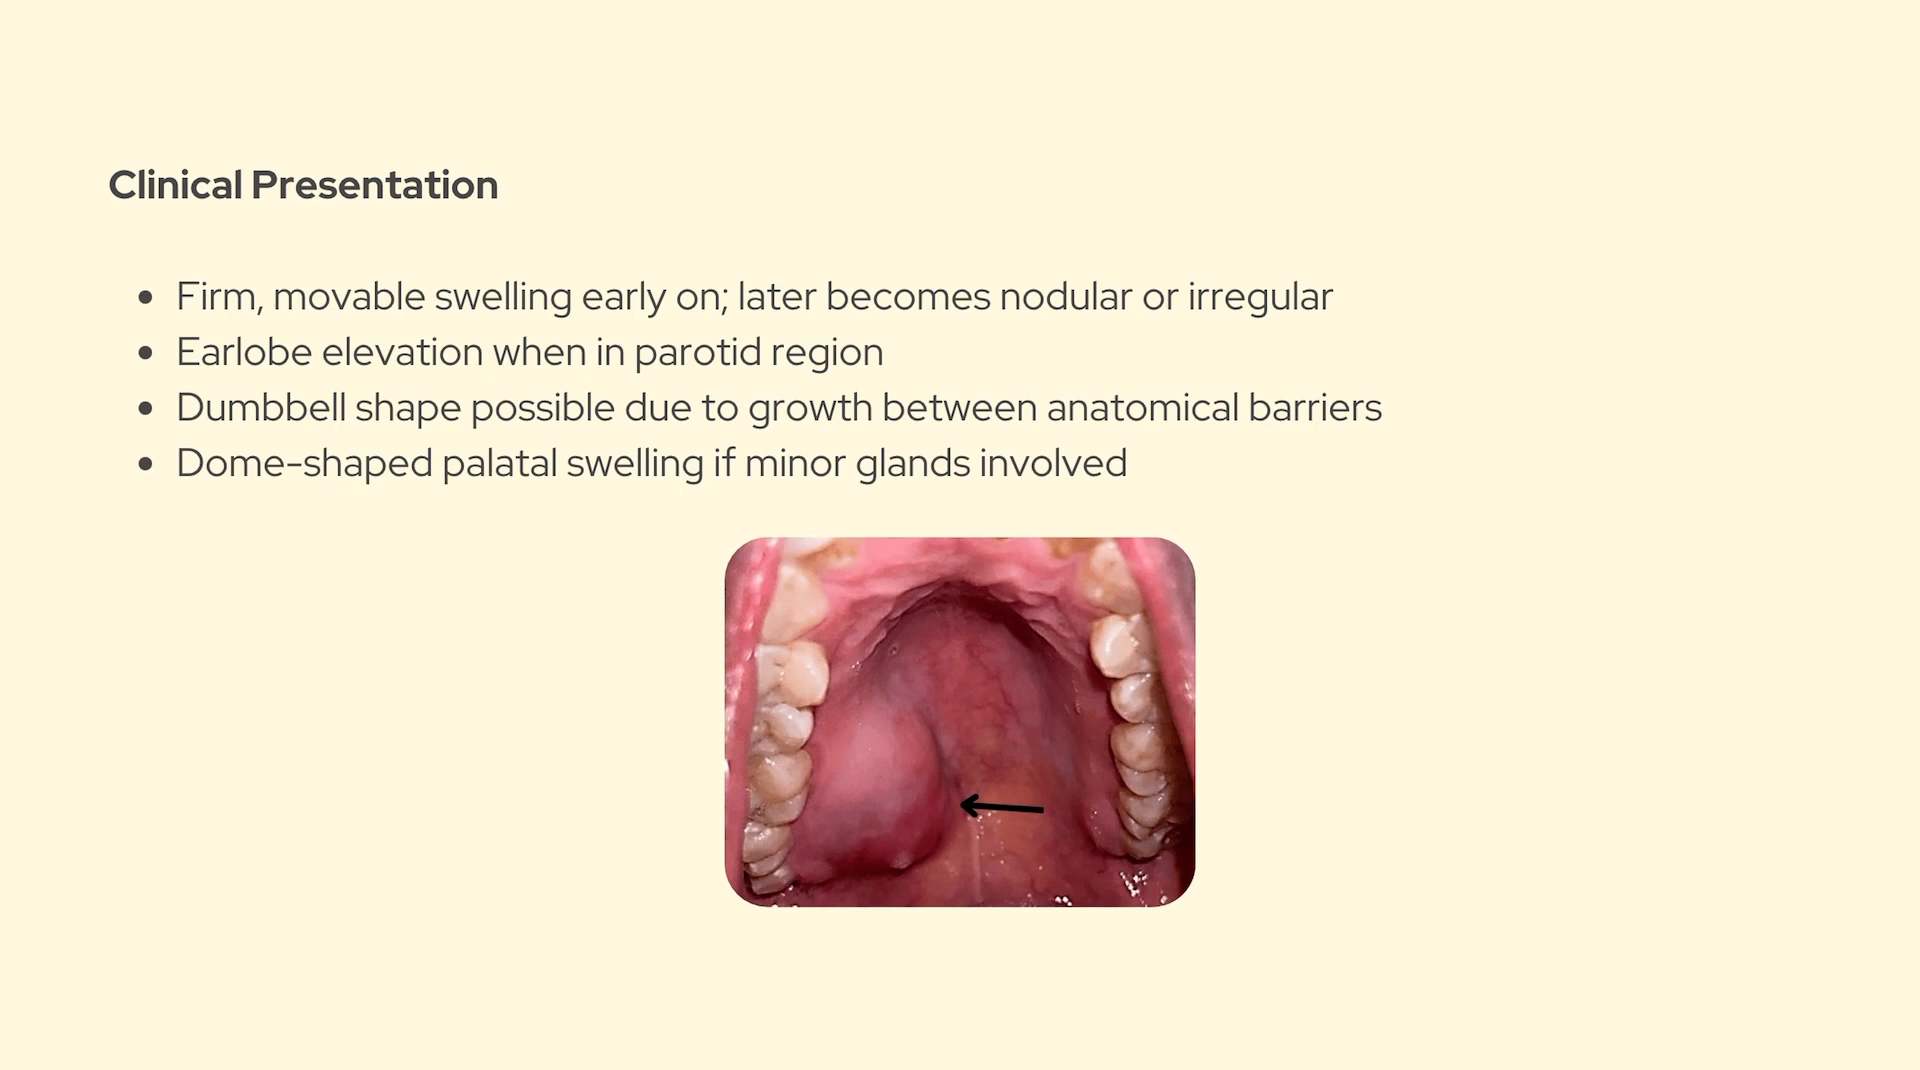 Clinical Presentation
• Firm, movable swelling early on; later becomes nodular or irregular
• Earlobe elevation when in parotid region
• Dumbbell shape possible due to growth between anatomical barriers
• Dome-shaped palatal swelling if minor glands involved